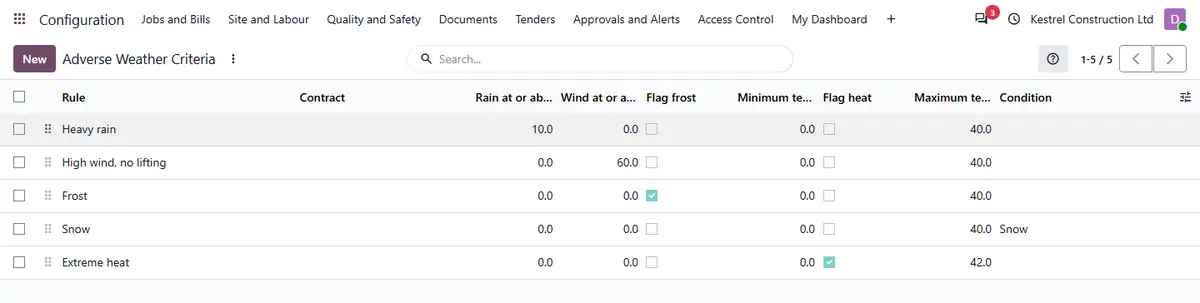 Configuration Jobs and Bills Site and Labour Quality and Safety Documents Tenders Approvals and Alerts Access Control My Dashboard + 3 Kestrel Construction Ltd D
New Adverse Weather Criteria Search... 1-5 / 5
Rule Contract Rain at or ab... Wind at or a... Flag frost Minimum te... Flag heat Maximum te... Condition
Heavy rain 10.0 0.0 0.0 40.0
High wind, no lifting 0.0 60.0 0.0 40.0
Frost 0.0 0.0 0.0 40.0
Snow 0.0 0.0 0.0 40.0 Snow
Extreme heat 0.0 0.0 0.0 42.0